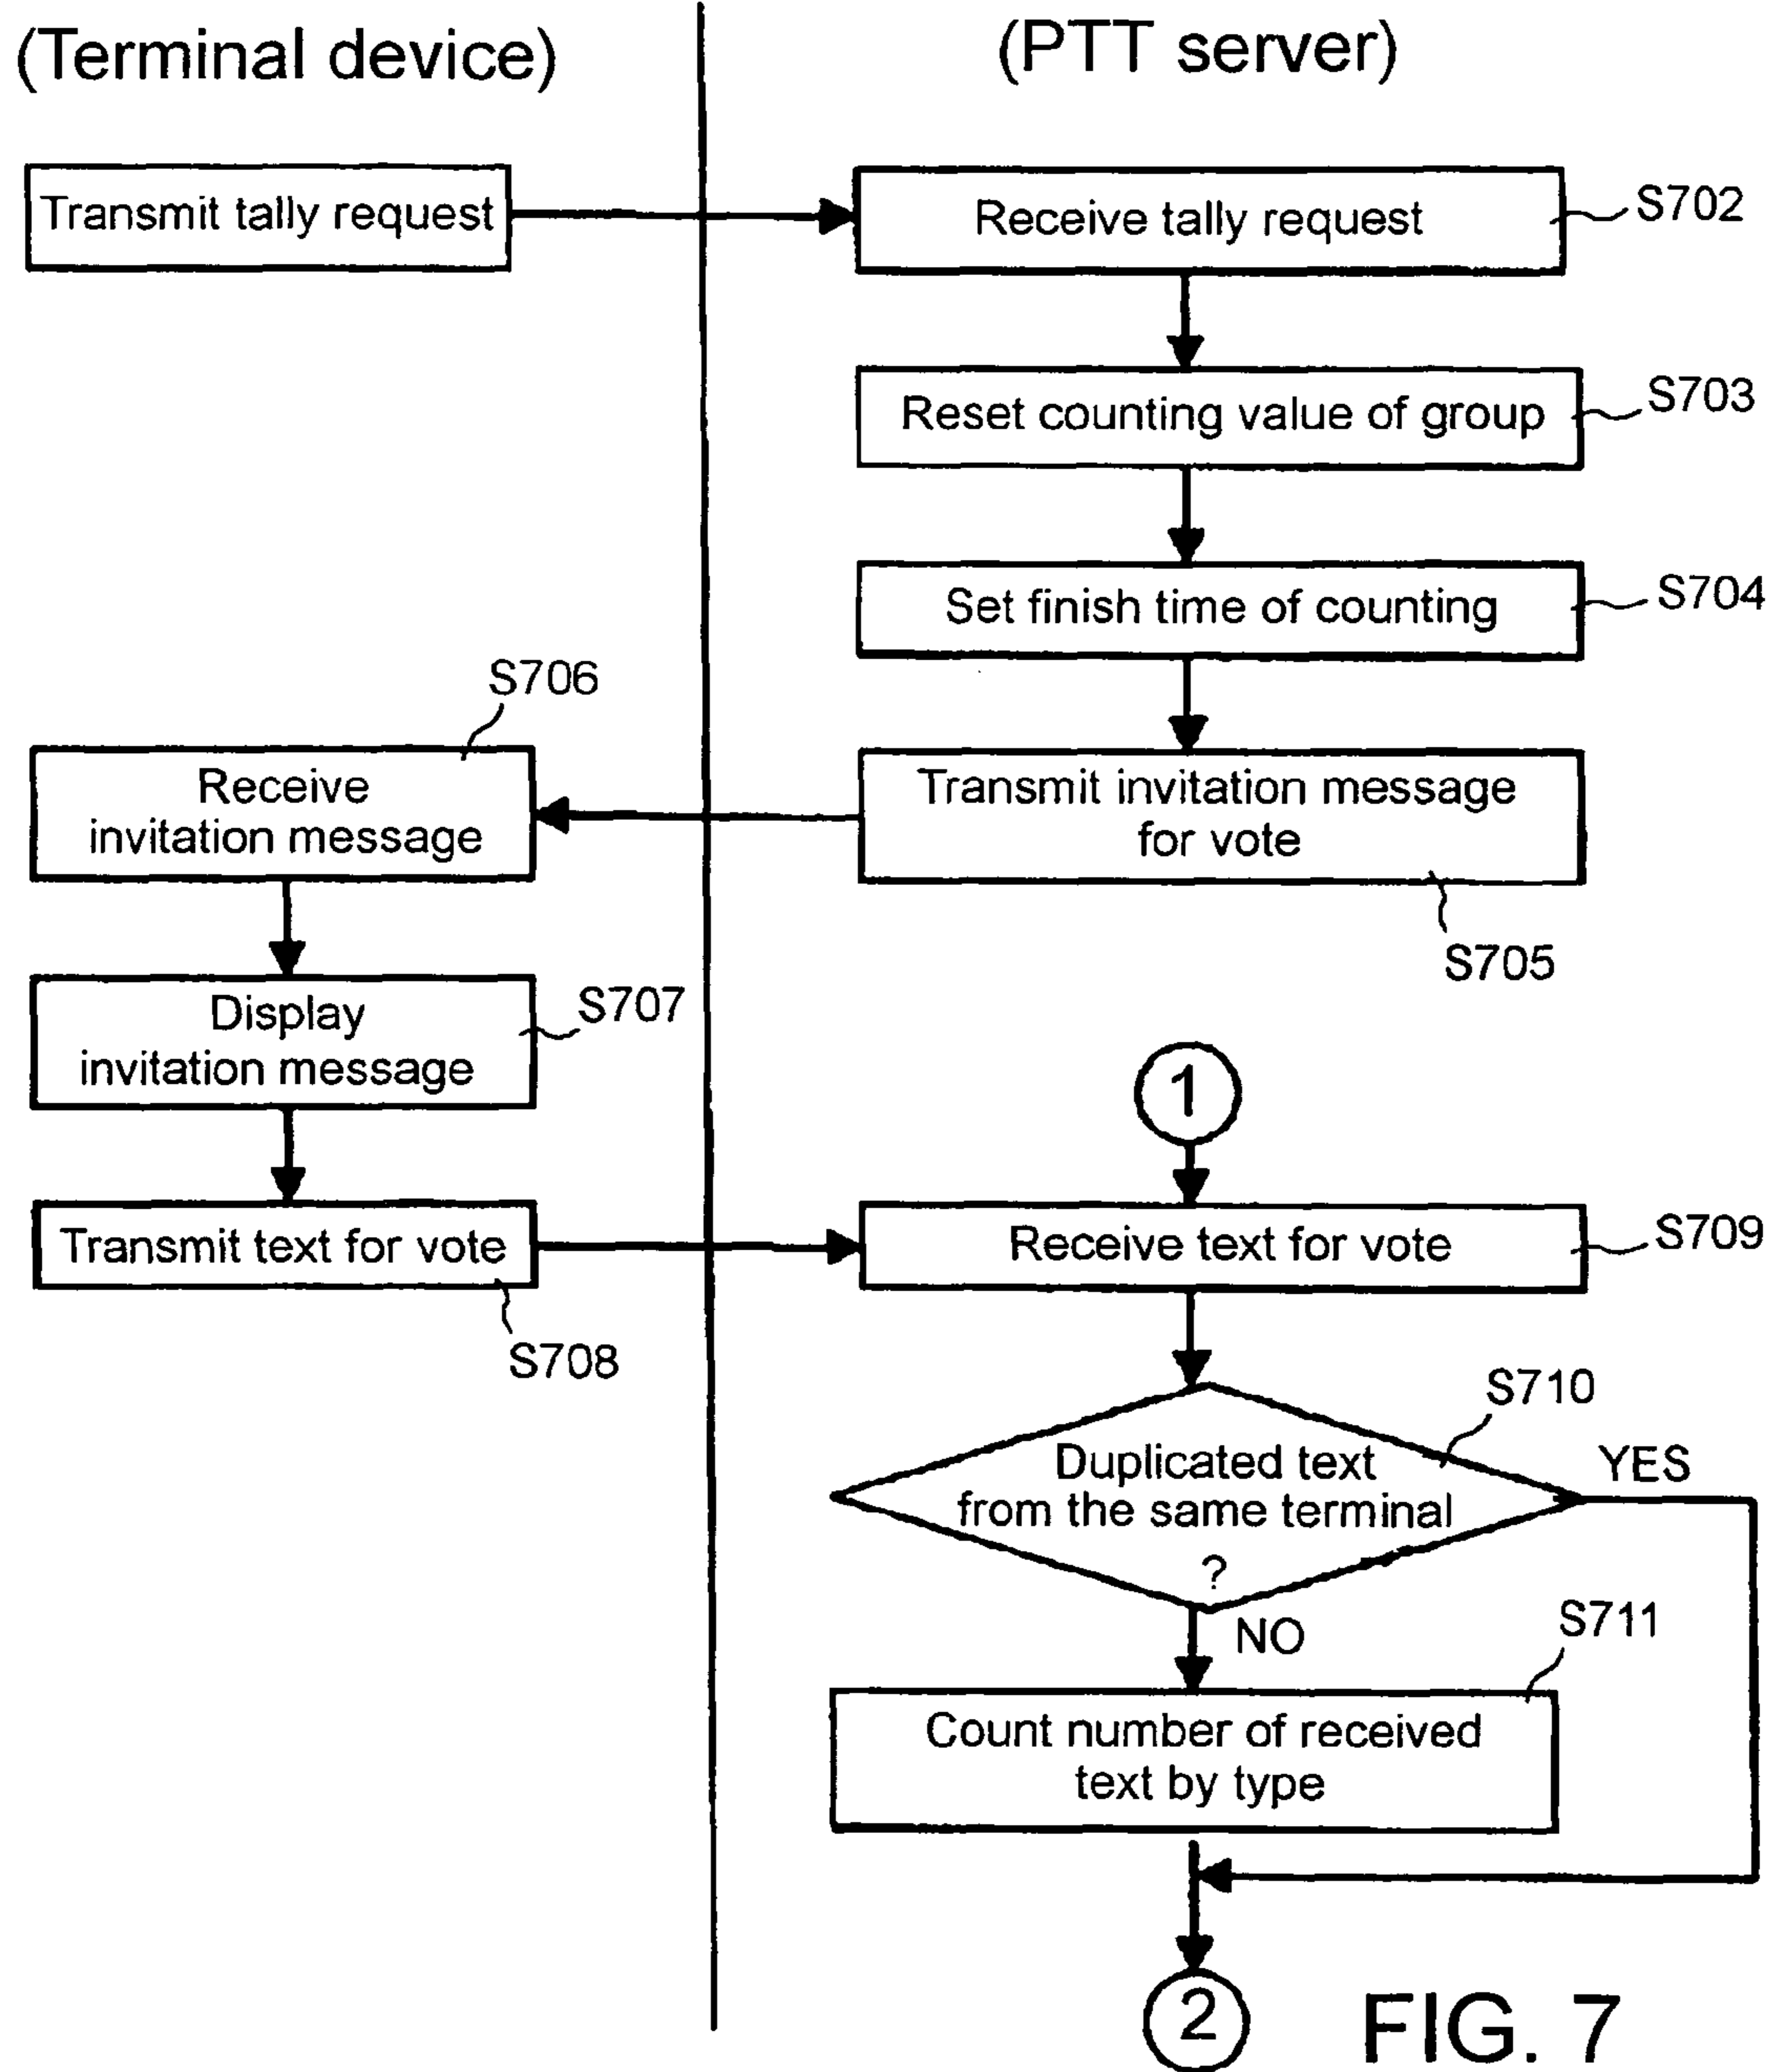 (Terminal device)
(PTT server)
Transmit tally request
Receive tally request
S702
Reset counting value of group
S703
Set finish time of counting
S704
S706
Receive
invitation message
Transmit invitation message
for vote
S705
Display
invitation message
S707
1
Transmit text for vote
S708
Receive text for vote
S709
S710
Duplicated text
from the same terminal
?
YES
NO
S711
Count number of received
text by type
2
FIG. 7